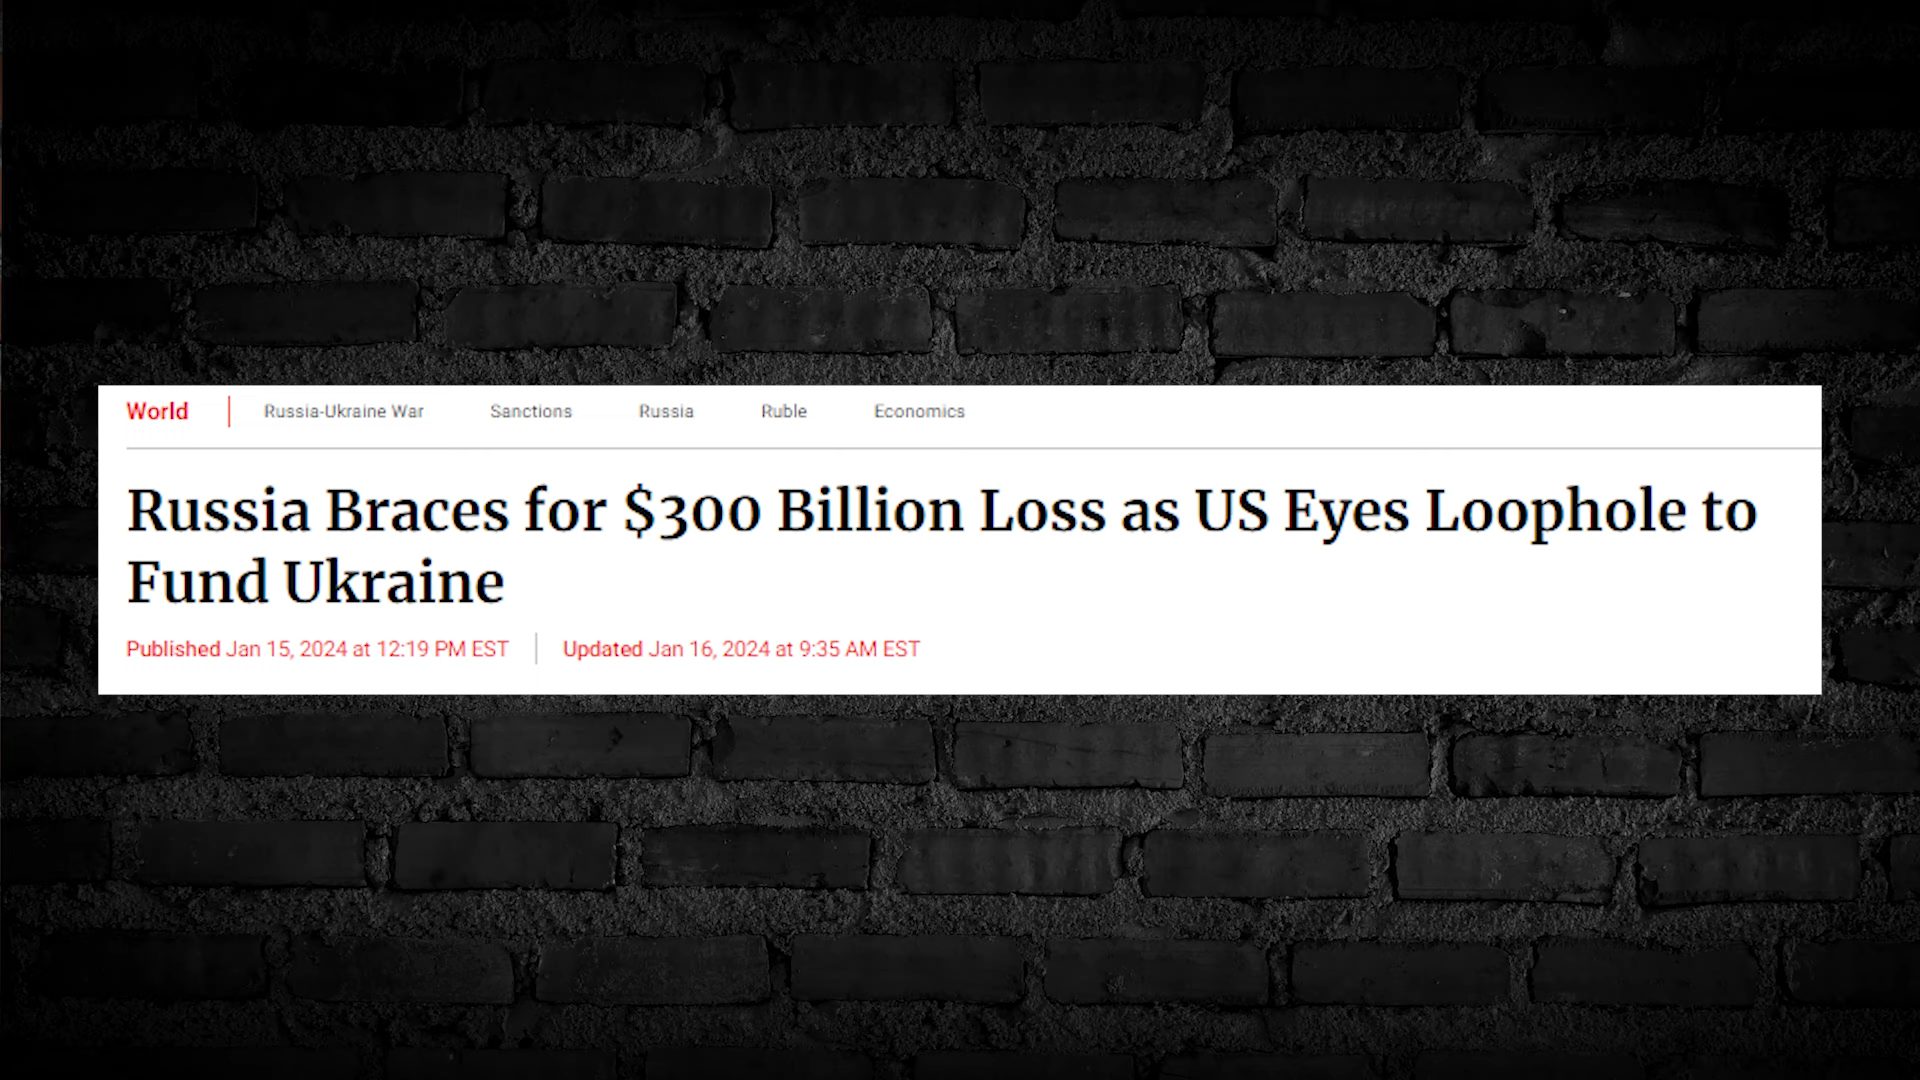 World | Russia-Ukraine War Sanctions Russia Ruble Economics
Russia Braces for $300 Billion Loss as US Eyes Loophole to
Fund Ukraine
Published Jan 15, 2024 at 12:19 PM EST | Updated Jan 16, 2024 at 9:35 AM EST